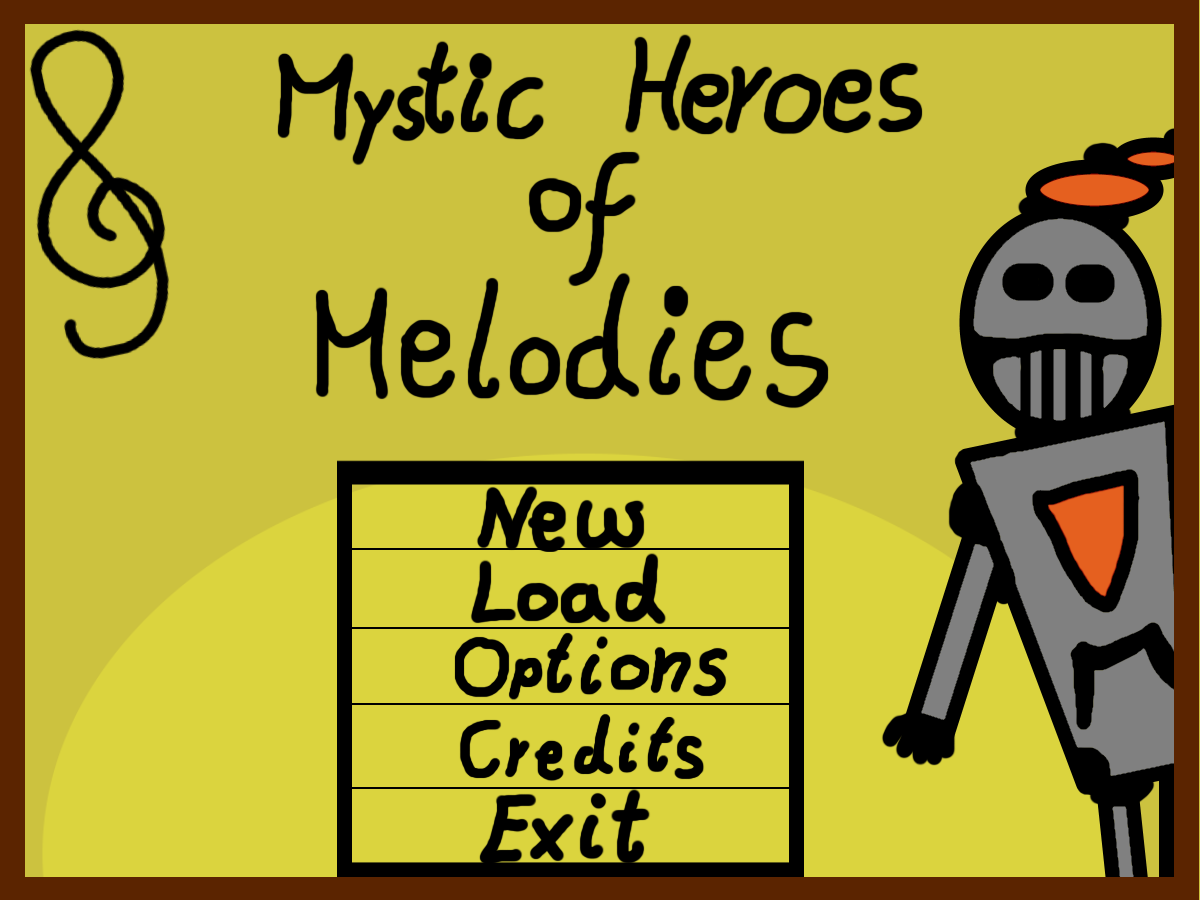 Mystic Heroes
of
Melodies
New
Load
Options
Credits
Exit